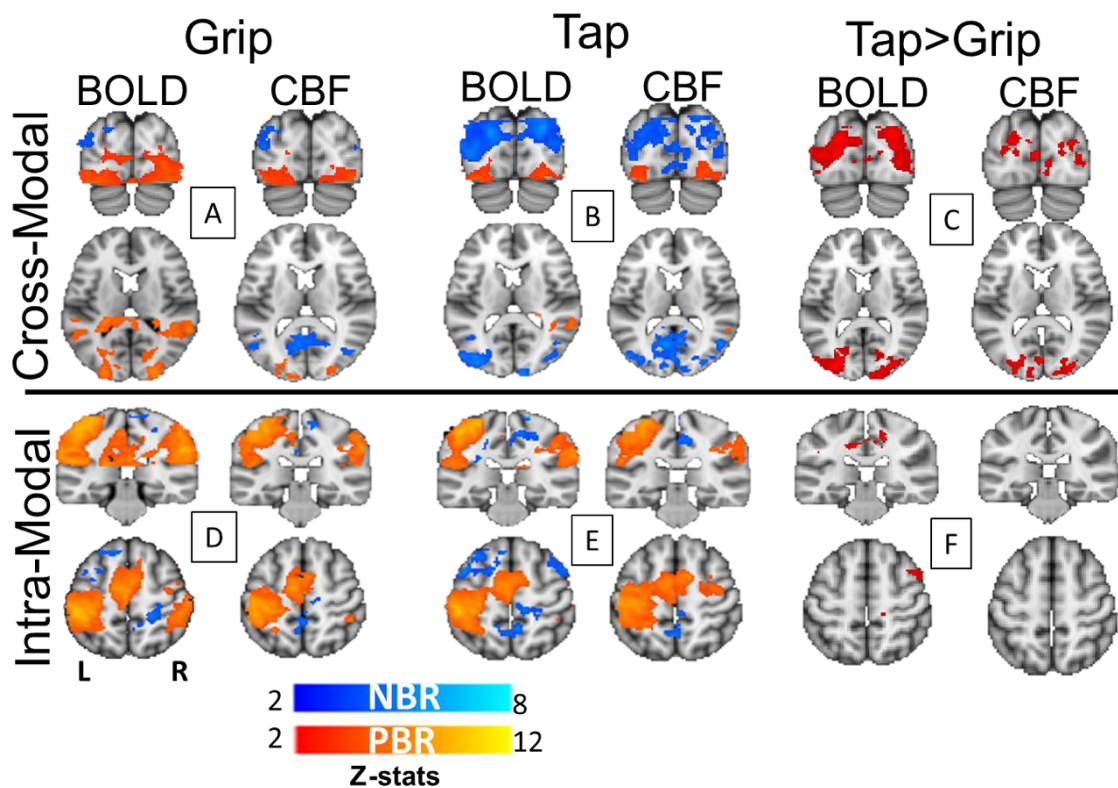 Grip Tap Tap>Grip
BOLD CBF BOLD CBF BOLD CBF
Cross-Modal
A B C
Intra-Modal
D E F
L R
2 NBR 8
2 PBR 12
Z-stats